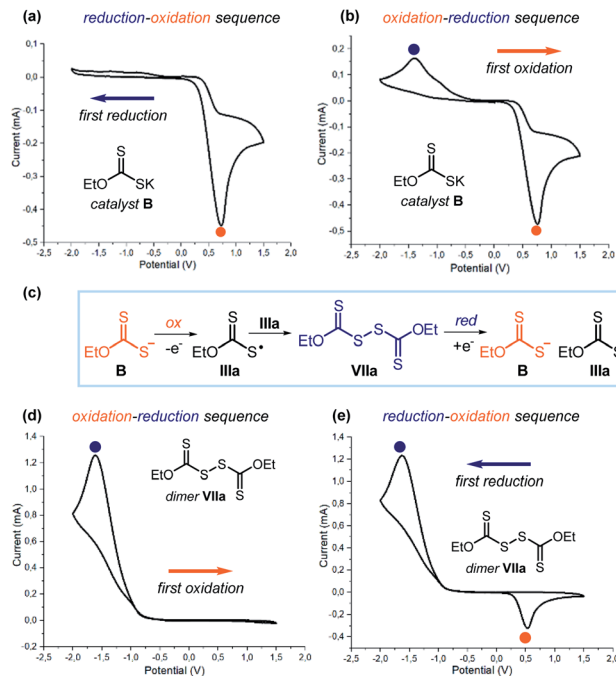 (a) reduction-oxidation sequence
0,1
0,0
-0,1
-0,2
-0,3
-0,4
-0,5
Current (mA)
first reduction
S
EtO SK
catalyst B
-2,5 -2,0 -1,5 -1,0 -0,5 0,0 0,5 1,0 1,5 2,0
Potential (V)
(b) oxidation-reduction sequence
0,3
0,2
0,1
0,0
-0,1
-0,2
-0,3
-0,4
-0,5
Current (mA)
first oxidation
S
EtO SK
catalyst B
-2,5 -2,0 -1,5 -1,0 -0,5 0,0 0,5 1,0 1,5 2,0
Potential (V)
(c)
S S S S S
EtO S− ox -e- EtO S• IIIa O S S OEt red +e- EtO S− EtO
Et S
B IIIa VIIa B IIIa
(d) oxidation-reduction sequence
1,4
1,2
1,0
0,8
0,6
0,4
0,2
0,0
0,2
Current (mA)
S
EtO S S OEt
S
dimer VIIa
first oxidation
-2,5 -2,0 -1,5 -1,0 -0,5 0,0 0,5 1,0 1,5 2,0
Potential (V)
(e) reduction-oxidation sequence
1,4
1,2
1,0
0,8
0,6
0,4
0,2
0,0
-0,2
-0,4
Current (mA)
first reduction
S
EtO S S OEt
S
dimer VIIa
-2,5 -2,0 -1,5 -1,0 -0,5 0,0 0,5 1,0 1,5 2,0
Potential (V)